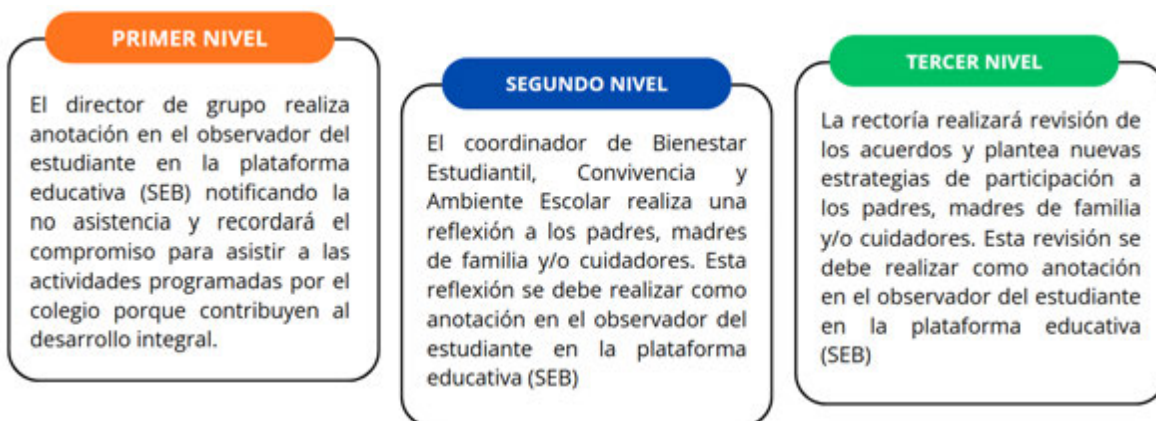 PRIMER NIVEL
El director de grupo realiza
anotación en el observador del
estudiante en la plataforma
educativa (SEB) notificando la
no asistencia y recordará el
compromiso para asistir a las
actividades programadas por el
colegio porque contribuyen al
desarrollo integral.
SEGUNDO NIVEL
El coordinador de Bienestar
Estudiantil, Convivencia y
Ambiente Escolar realiza una
reflexión a los padres, madres
de familia y/o cuidadores. Esta
reflexión se debe realizar como
anotación en el observador del
estudiante en la plataforma
educativa (SEB)
TERCER NIVEL
La rectoría realizará revisión de
los acuerdos y plantea nuevas
estrategias de participación a
los padres, madres de familia
y/o cuidadores. Esta revisión se
debe realizar como anotación
en el observador del estudiante
en la plataforma educativa
(SEB)